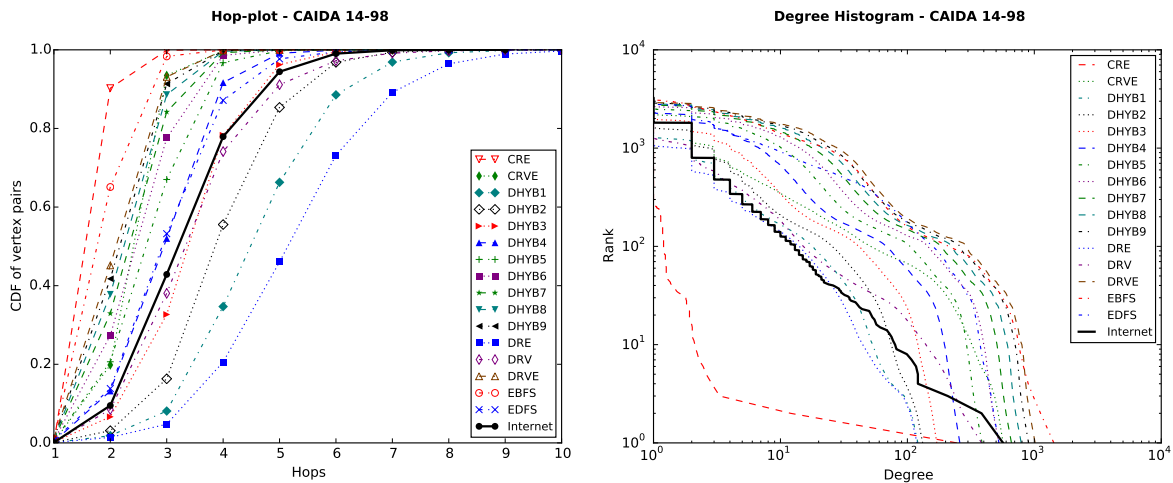 Hop-plot - CAIDA 14-98
CDF of vertex pairs
1.0
0.8
0.6
0.4
0.2
0.0
1 2 3 4 5 6 7 8 9 10
Hops
CRE
CRVE
DHYB1
DHYB2
DHYB3
DHYB4
DHYB5
DHYB6
DHYB7
DHYB8
DHYB9
DRE
DRV
DRVE
EBFS
EDFS
Internet
Degree Histogram - CAIDA 14-98
Rank
10^4
10^3
10^2
10^1
10^0
10^0 10^1 10^2 10^3 10^4
Degree
CRE
CRVE
DHYB1
DHYB2
DHYB3
DHYB4
DHYB5
DHYB6
DHYB7
DHYB8
DHYB9
DRE
DRV
DRVE
EBFS
EDFS
Internet